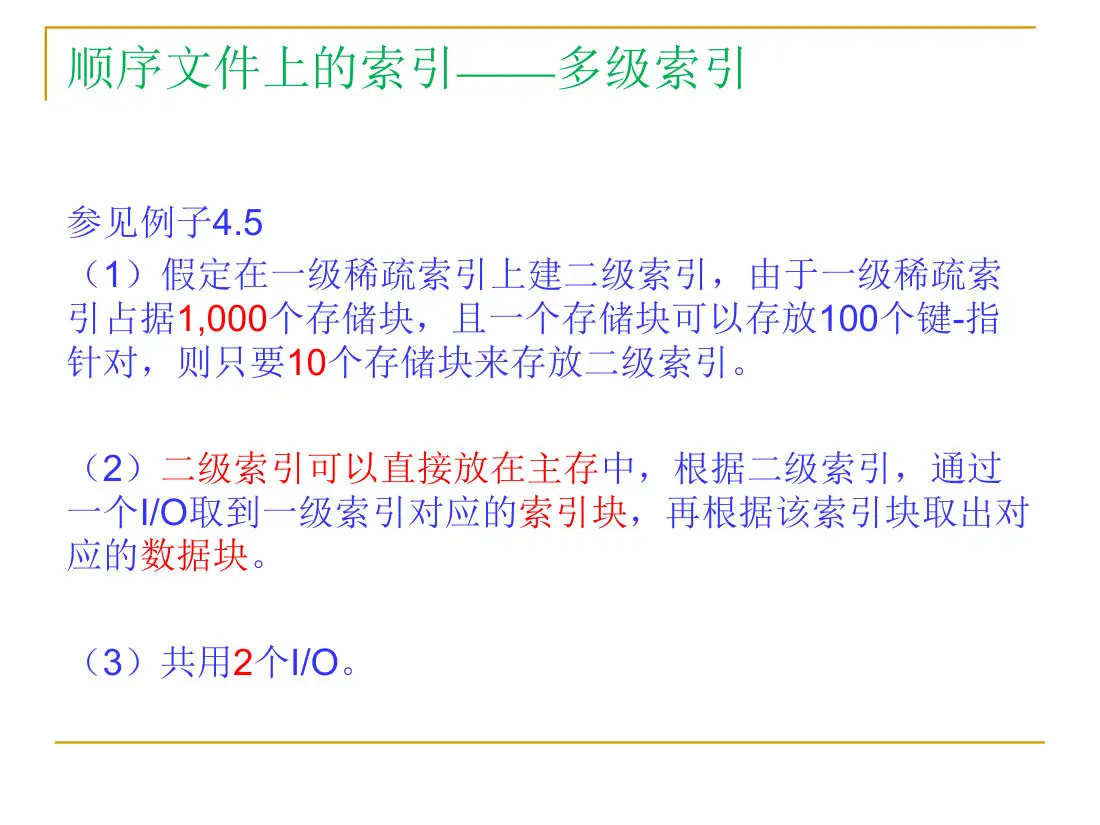 顺序文件上的索引——多级索引
参见例子4.5
（1）假定在一级稀疏索引上建二级索引，由于一级稀疏索
引占据1,000个存储块，且一个存储块可以存放100个键-指
针对，则只要10个存储块来存放二级索引。
（2）二级索引可以直接放在主存中，根据二级索引，通过
一个I/O取到一级索引对应的索引块，再根据该索引块取出对
应的数据块。
（3）共用2个I/O。